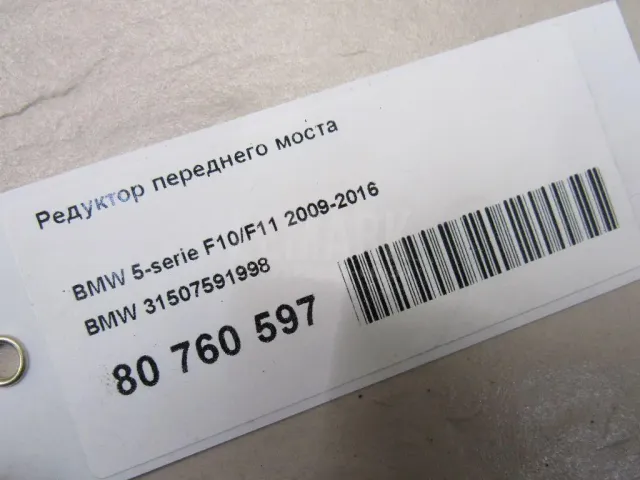 Редуктор переднего моста
BMW 5-serie F10/F11 2009-2016
BMW 31507591998
80 760 597